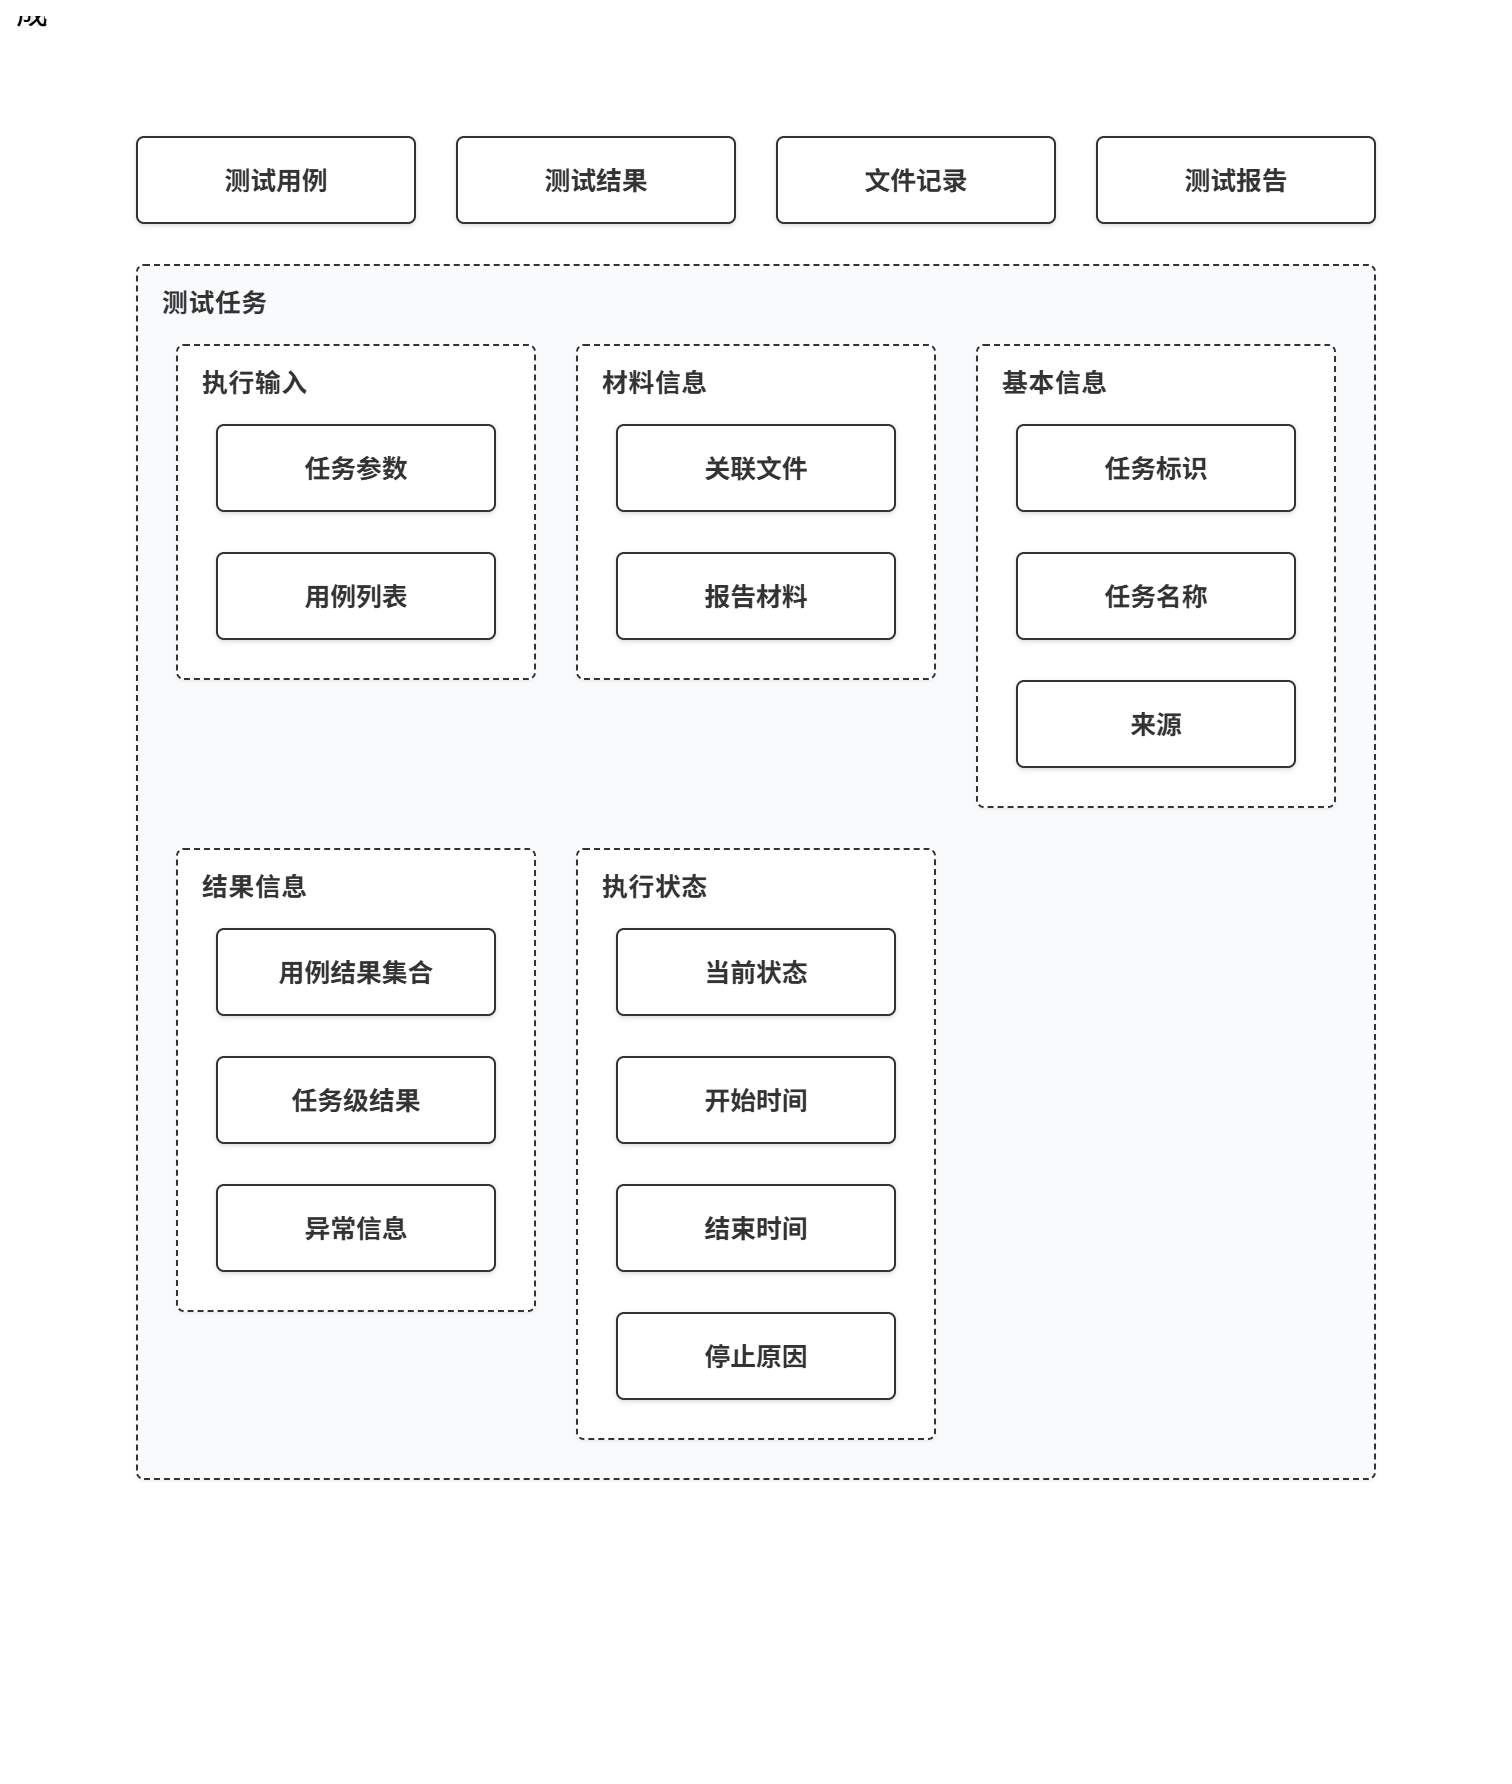 测试用例
测试结果
文件记录
测试报告
测试任务
执行输入
任务参数
用例列表
材料信息
关联文件
报告材料
基本信息
任务标识
任务名称
来源
结果信息
用例结果集合
任务级结果
异常信息
执行状态
当前状态
开始时间
结束时间
停止原因